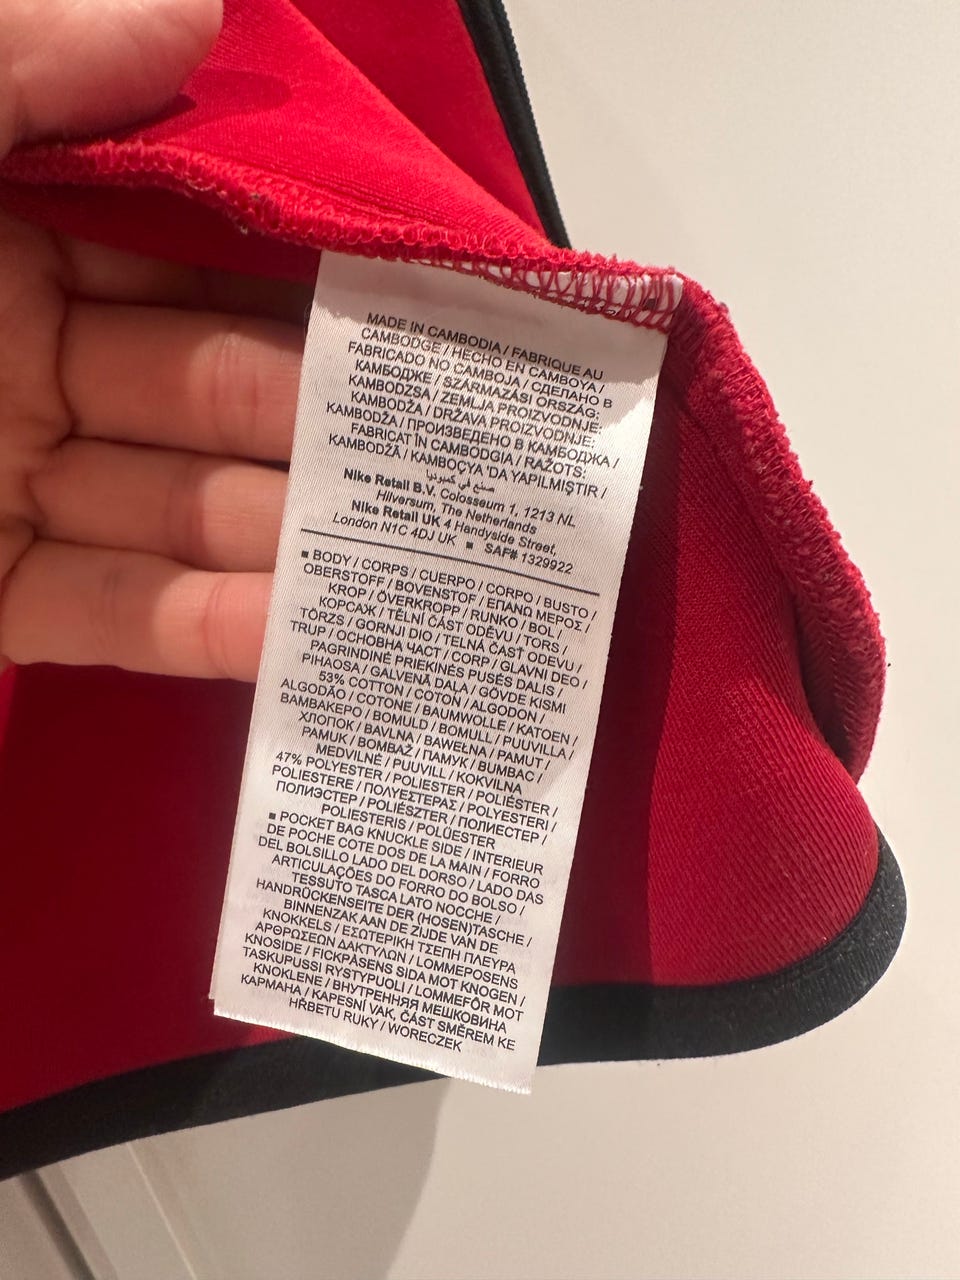 MADE IN CAMBODIA / FABRIQUE AU
CAMBODGE / HECHO EN CAMBOYA /
FABRICADO NO CAMBOJA / СДЕЛАНО В
КАМБОДЖЕ / SZÁRMAZÁSI ORSZÁG:
KAMBODZSA / ZEMLJA PROIZVODNJE:
KAMBODŽA / DRŽAVA PROIZVODNJE:
KAMBODŽA / ПРОИЗВЕДЕНО В КАМБОДЖА /
FABRICAT ÎN CAMBODGIA / RAŽOTS:
KAMBODŽĀ / KAMBOÇYA 'DA YAPILMIŞTIR /
صنع في كمبوديا
Nike Retail B.V. Colosseum 1, 1213 NL
Hilversum, The Netherlands
Nike Retail UK 4 Handyside Street,
London N1C 4DJ UK ■ SAF# 1329922
■ BODY / CORPS / CUERPO / CORPO / BUSTO /
OBERSTOFF / BOVENSTOF / ΕΠΑΝΩ ΜΕΡΟΣ /
KROP / ÖVERKROPP / RUNKO / BOL /
КОРСАЖ / TĚLNÍ ČÁST ODĚVU / TORS /
TÖRZS / GORNJI DIO / TELNÁ ČASŤ ODEVU /
TRUP / ОСНОВНА ЧАСТ / CORP / GLAVNI DEO /
PAGRINDINĖ PRIEKINĖS PUSĖS DALIS /
PIHAOSA / GALVENĀ DAĻA / GÖVDE KISMI
53% COTTON / COTON / ALGODON /
ALGODÃO / COTONE / BAUMWOLLE / KATOEN /
ΒΑΜΒΑΚΕΡΟ / BOMULD / BOMULL / PUUVILLA /
ХЛОПОК / BAVLNA / BAWEŁNA / PAMUT /
PAMUK / BOMBAŽ / ПАМУК / BUMBAC /
MEDVILNĖ / PUUVILL / KOKVILNA
47% POLYESTER / POLIESTER / POLIÉSTER /
POLIESTERE / ΠΟΛΥΕΣΤΕΡΑΣ / POLYESTERI /
ПОЛИЭСТЕР / POLIÉSZTER / ПОЛИЕСТЕР /
POLIESTERIS / POLÜESTER
■ POCKET BAG KNUCKLE SIDE / INTERIEUR
DE POCHE COTE DOS DE LA MAIN / FORRO
DEL BOLSILLO LADO DEL DORSO / LADO DAS
ARTICULAÇÕES DO FORRO DO BOLSO /
TESSUTO TASCA LATO NOCCHE /
HANDRÜCKENSEITE DER (HOSEN)TASCHE /
BINNENZAK AAN DE ZIJDE VAN DE
KNOKKELS / ΕΣΩΤΕΡΙΚΗ ΤΣΕΠΗ ΠΛΕΥΡΑ
ΑΡΘΡΩΣΕΩΝ ΔΑΚΤΥΛΩΝ / LOMMEPOSENS
KNOSIDE / FICKPÅSENS SIDA MOT KNOGEN /
TASKUPUSSI RYSTYPUOLI / LOMMEFÔR MOT
KNOKLENE / ВНУТРЕННЯЯ МЕШКОВИНА
КАРМАНА / KAPESNÍ VAK, ČÁST SMĚREM KE
HŘBETU RUKY / WORECZEK